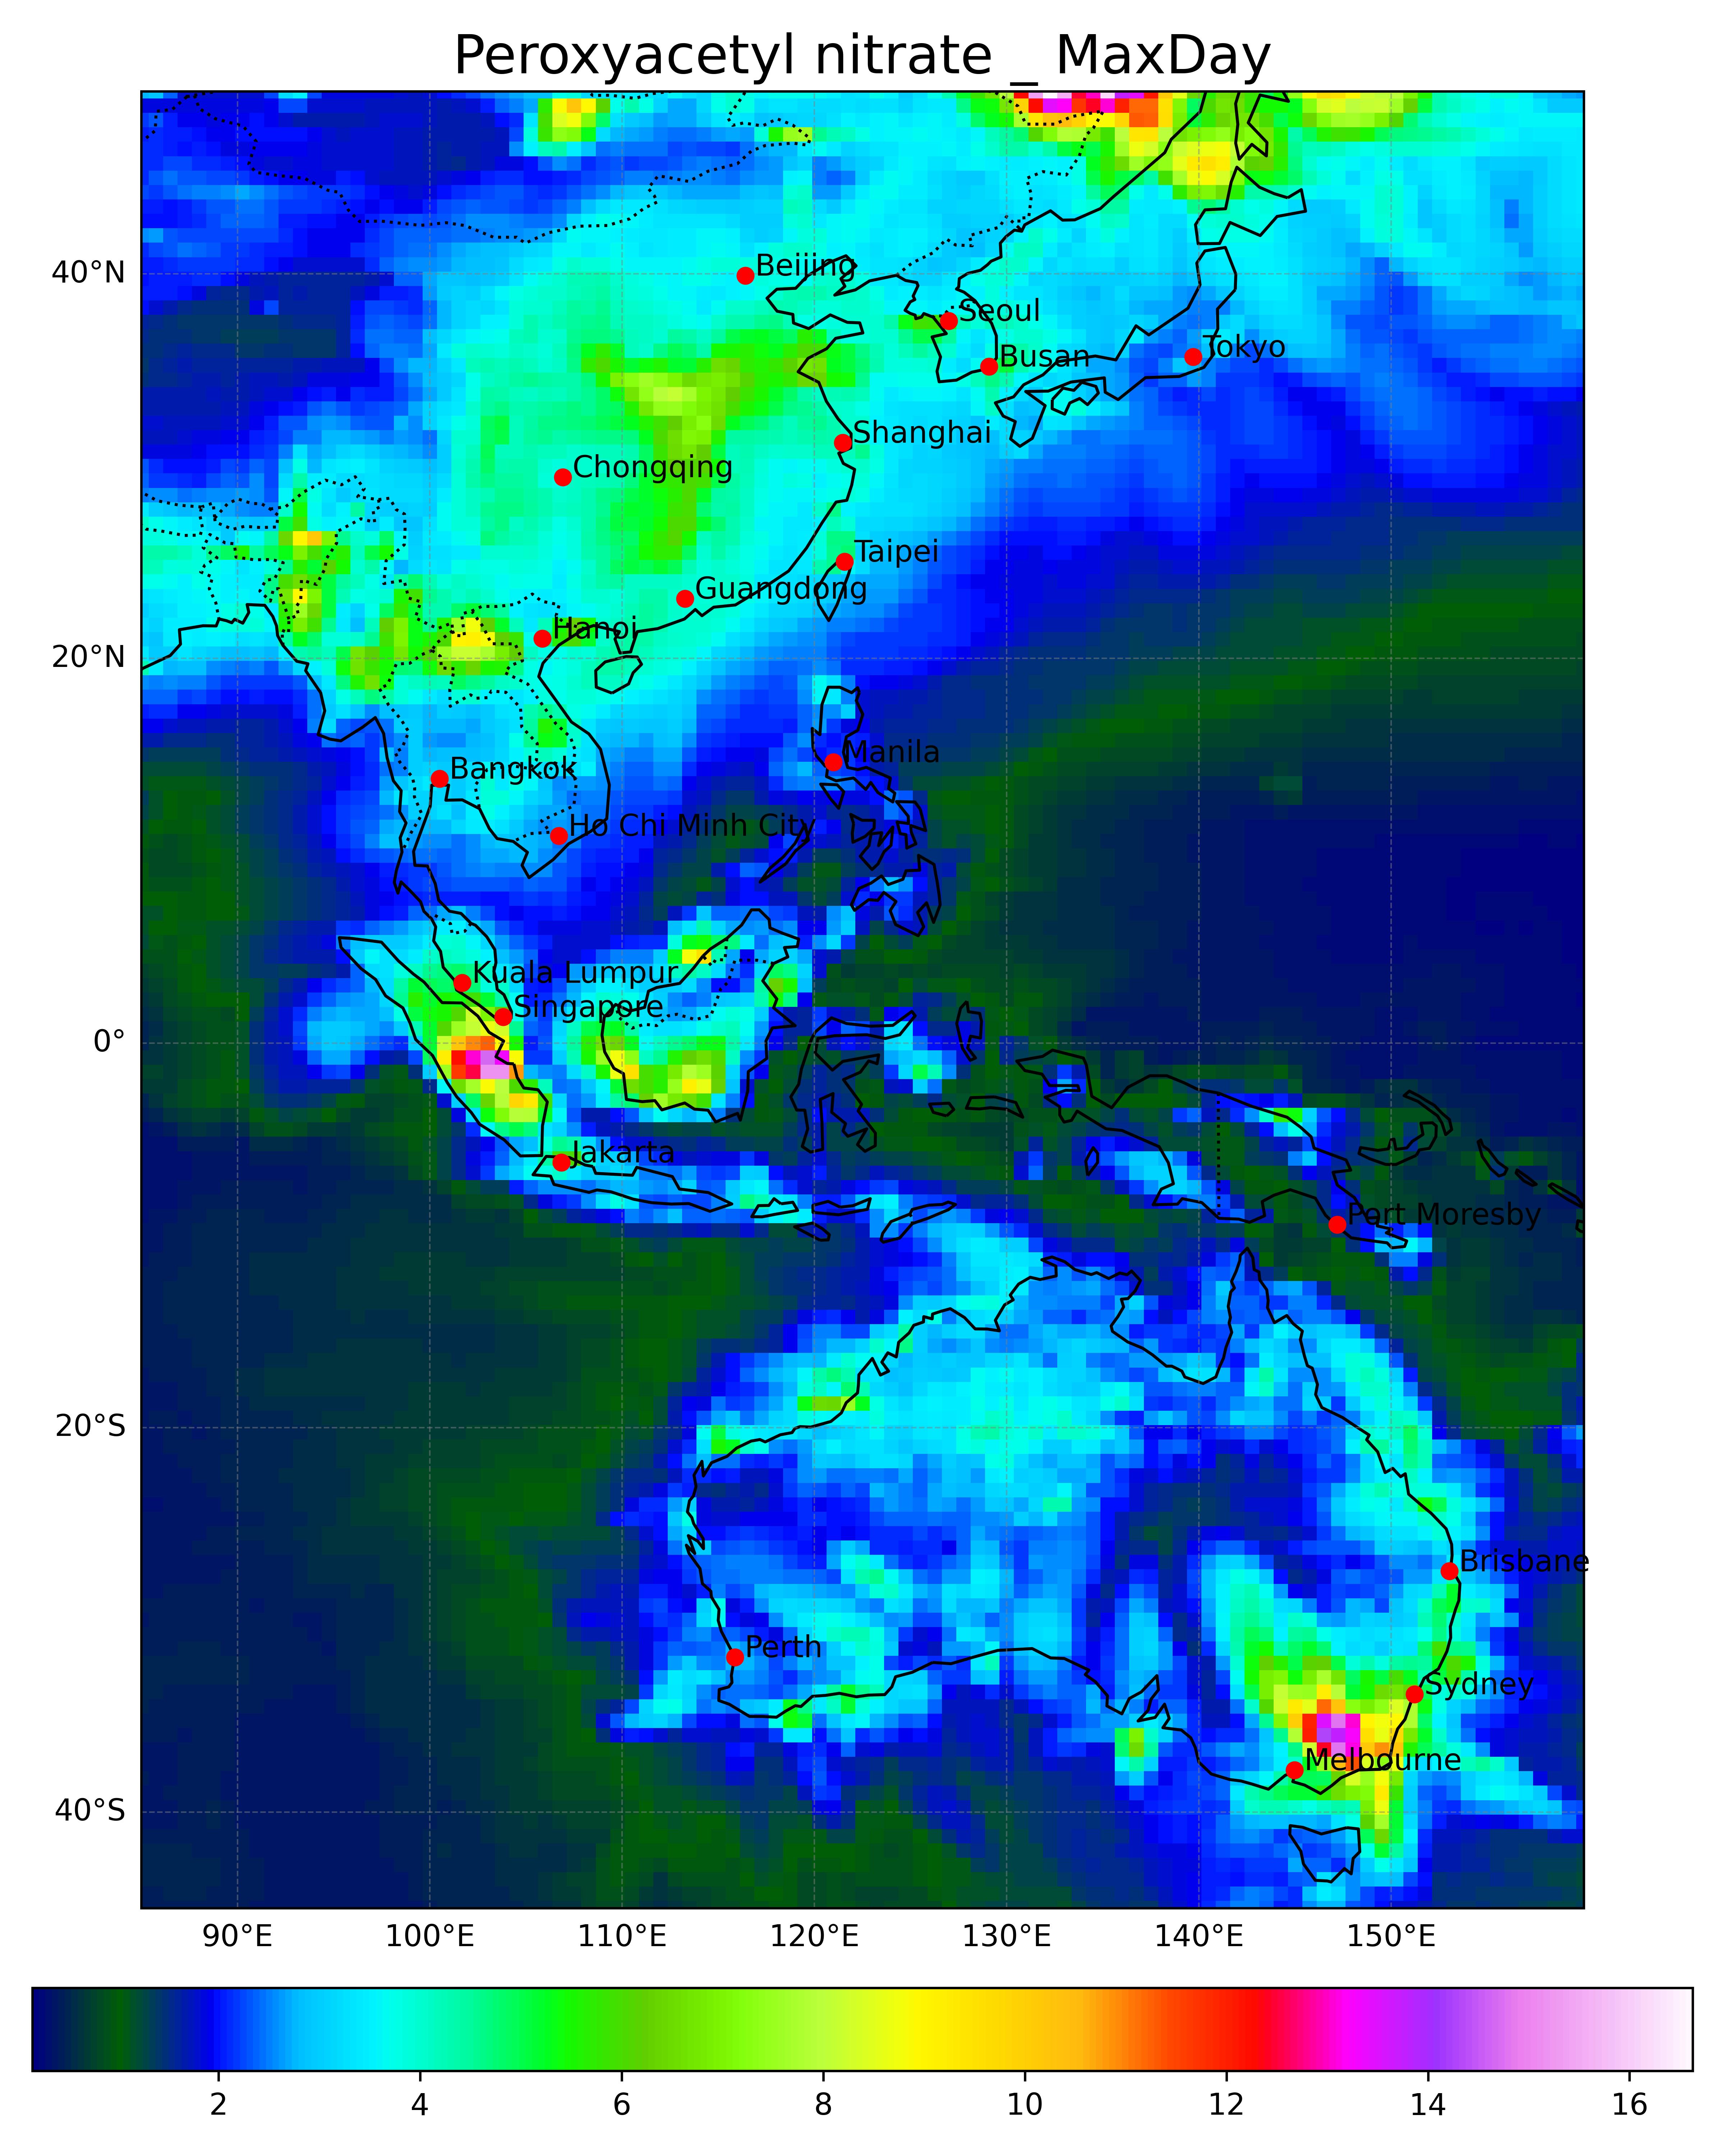 Peroxyacetyl nitrate _ MaxDay
40°N
20°N
0°
20°S
40°S
Beijing
Seoul
Busan
Tokyo
Shanghai
Chongqing
Taipei
Guangdong
Hanoi
Manila
Bangkok
Ho Chi Minh City
Kuala Lumpur
Singapore
Jakarta
Port Moresby
Brisbane
Perth
Sydney
Melbourne
90°E 100°E 110°E 120°E 130°E 140°E 150°E
2 4 6 8 10 12 14 16